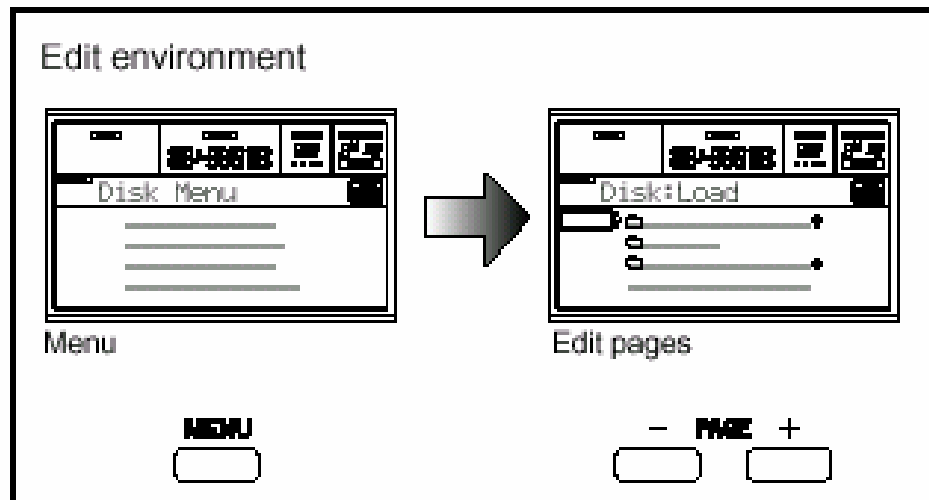 Edit environment
Disk Menu
Disk:Load
Menu
Edit pages
MENU
- PAGE +